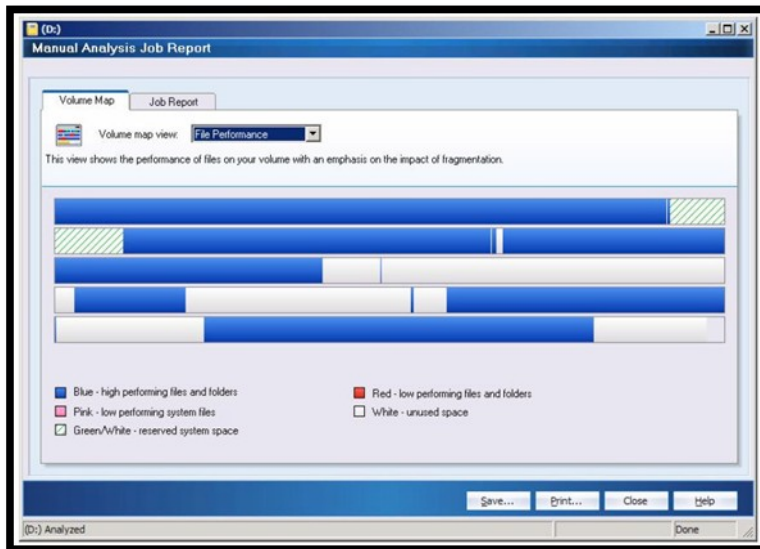 (D:)
Manual Analysis Job Report
Volume Map
Job Report
Volume map view:
File Performance
This view shows the performance of files on your volume with an emphasis on the impact of fragmentation.
Blue - high performing files and folders
Red - low performing files and folders
Pink - low performing system files
White - unused space
Green/White - reserved system space
Save...
Print...
Close
Help
(D:) Analyzed
Done